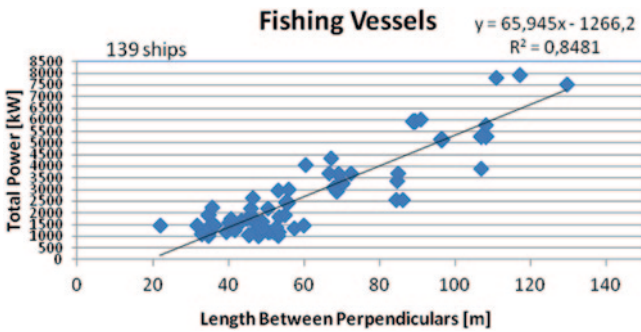 Fishing Vessels
y = 65,945x - 1266,2
R² = 0,8481
139 ships
Total Power [kW]
8500
8000
7500
7000
6500
6000
5500
5000
4500
4000
3500
3000
2500
2000
1500
1000
500
0
0 20 40 60 80 100 120 140
Length Between Perpendiculars [m]